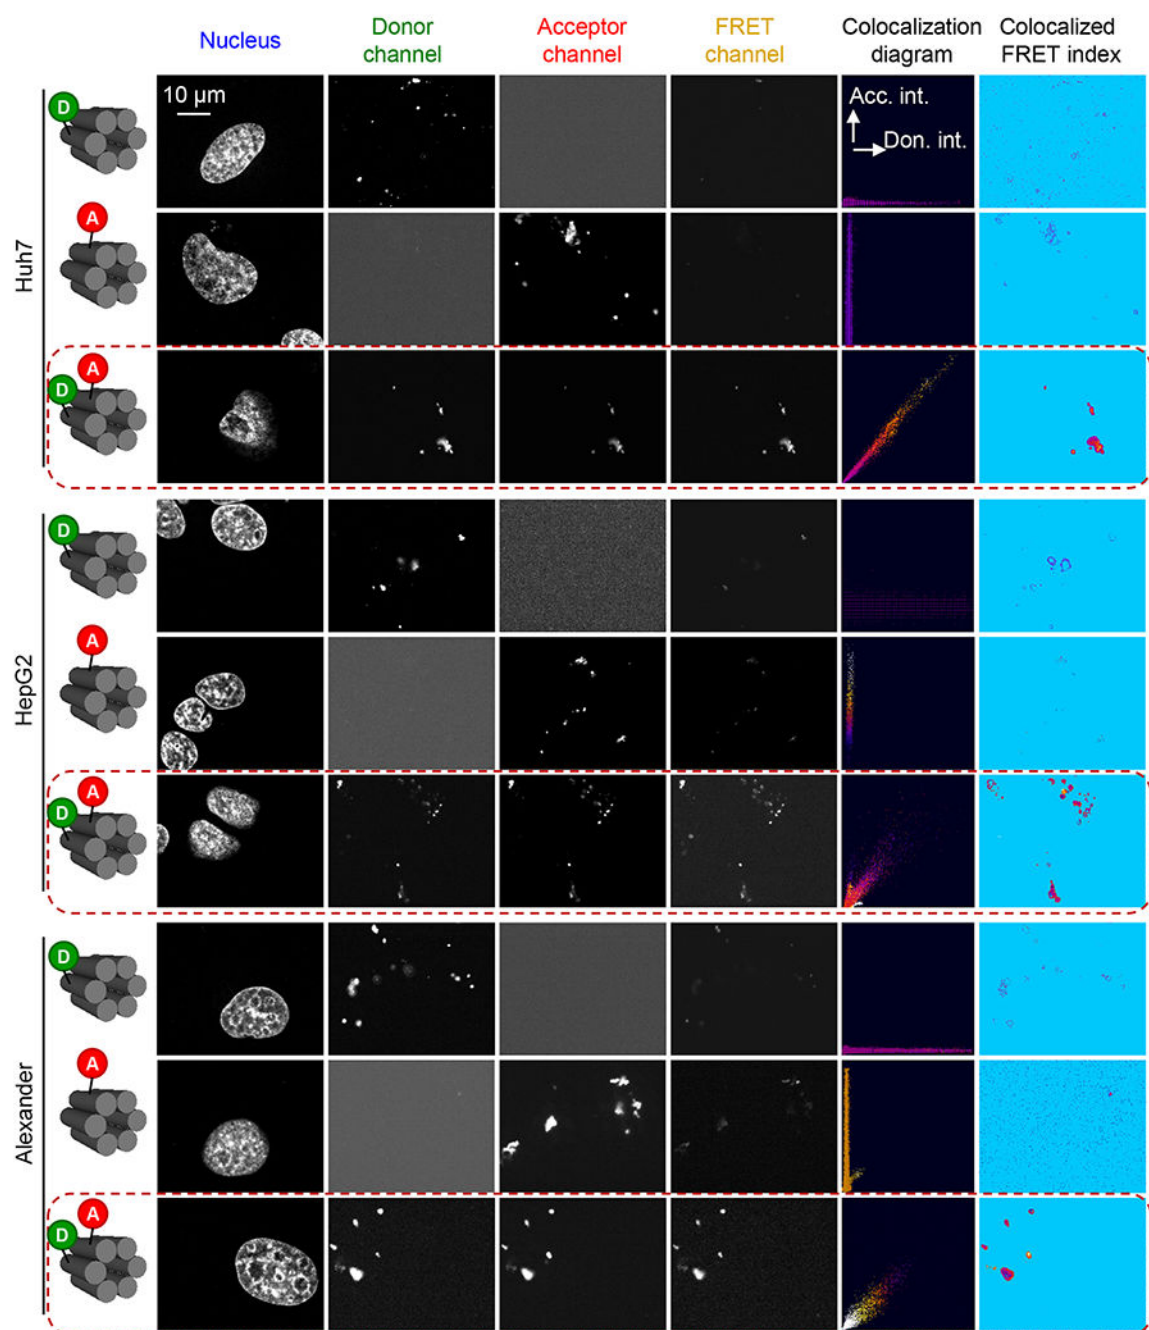 Nucleus
Donor channel
Acceptor channel
FRET channel
Colocalization diagram
Colocalized FRET index
Huh7
D
10 µm
Acc. int.
Don. int.
A
A
D
HepG2
D
A
A
D
Alexander
D
A
A
D